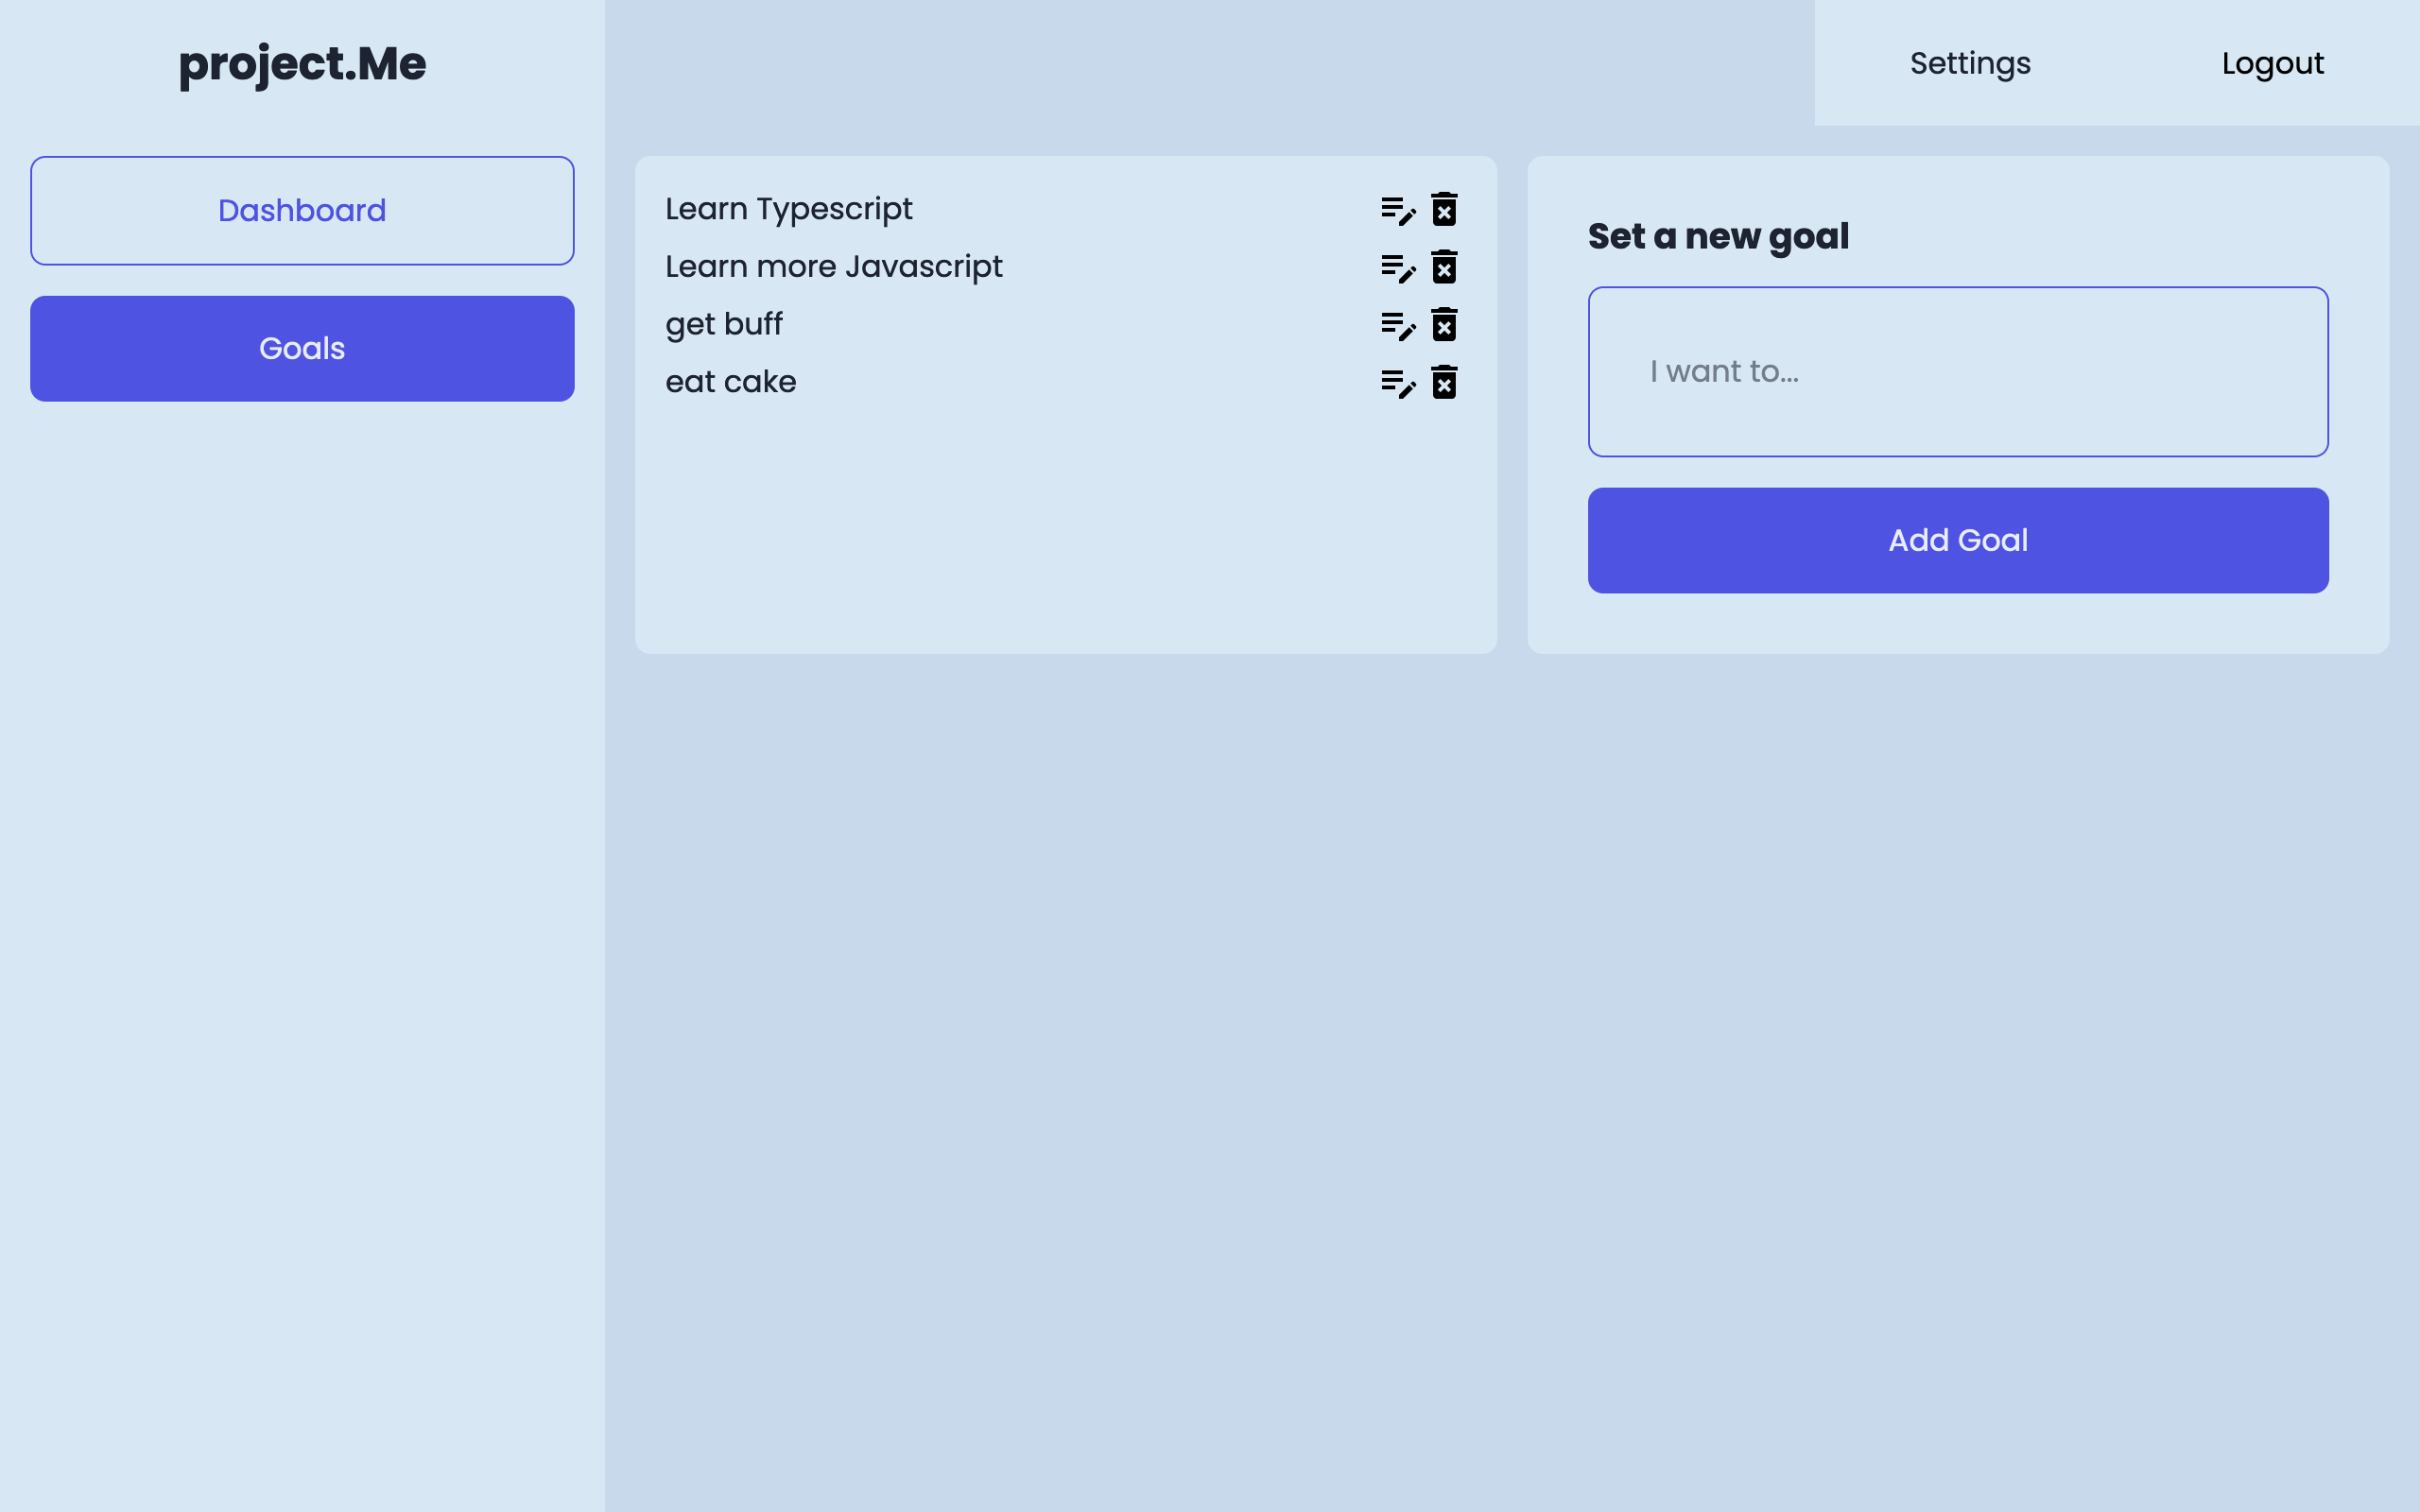 project.Me
Settings
Logout
Dashboard
Goals
Learn Typescript
Learn more Javascript
get buff
eat cake
Set a new goal
I want to...
Add Goal